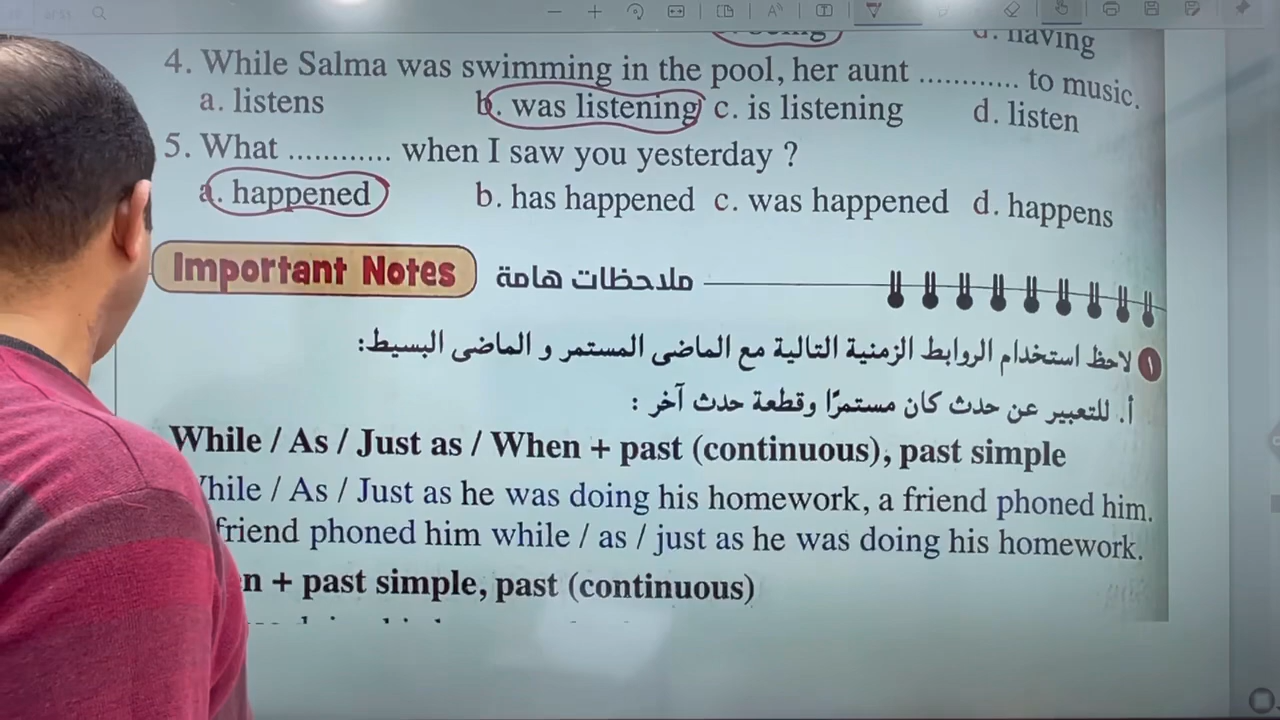 d. having
4. While Salma was swimming in the pool, her aunt ............ to music.
a. listens b. was listening c. is listening d. listen
5. What ............ when I saw you yesterday ?
a. happened b. has happened c. was happened d. happens
Important Notes ملاحظات هامة
١ لاحظ استخدام الروابط الزمنية التالية مع الماضى المستمر و الماضى البسيط:
أ. للتعبير عن حدث كان مستمرًا وقطعة حدث آخر :
While / As / Just as / When + past (continuous), past simple
While / As / Just as he was doing his homework, a friend phoned him.
friend phoned him while / as / just as he was doing his homework.
+ past simple, past (continuous)